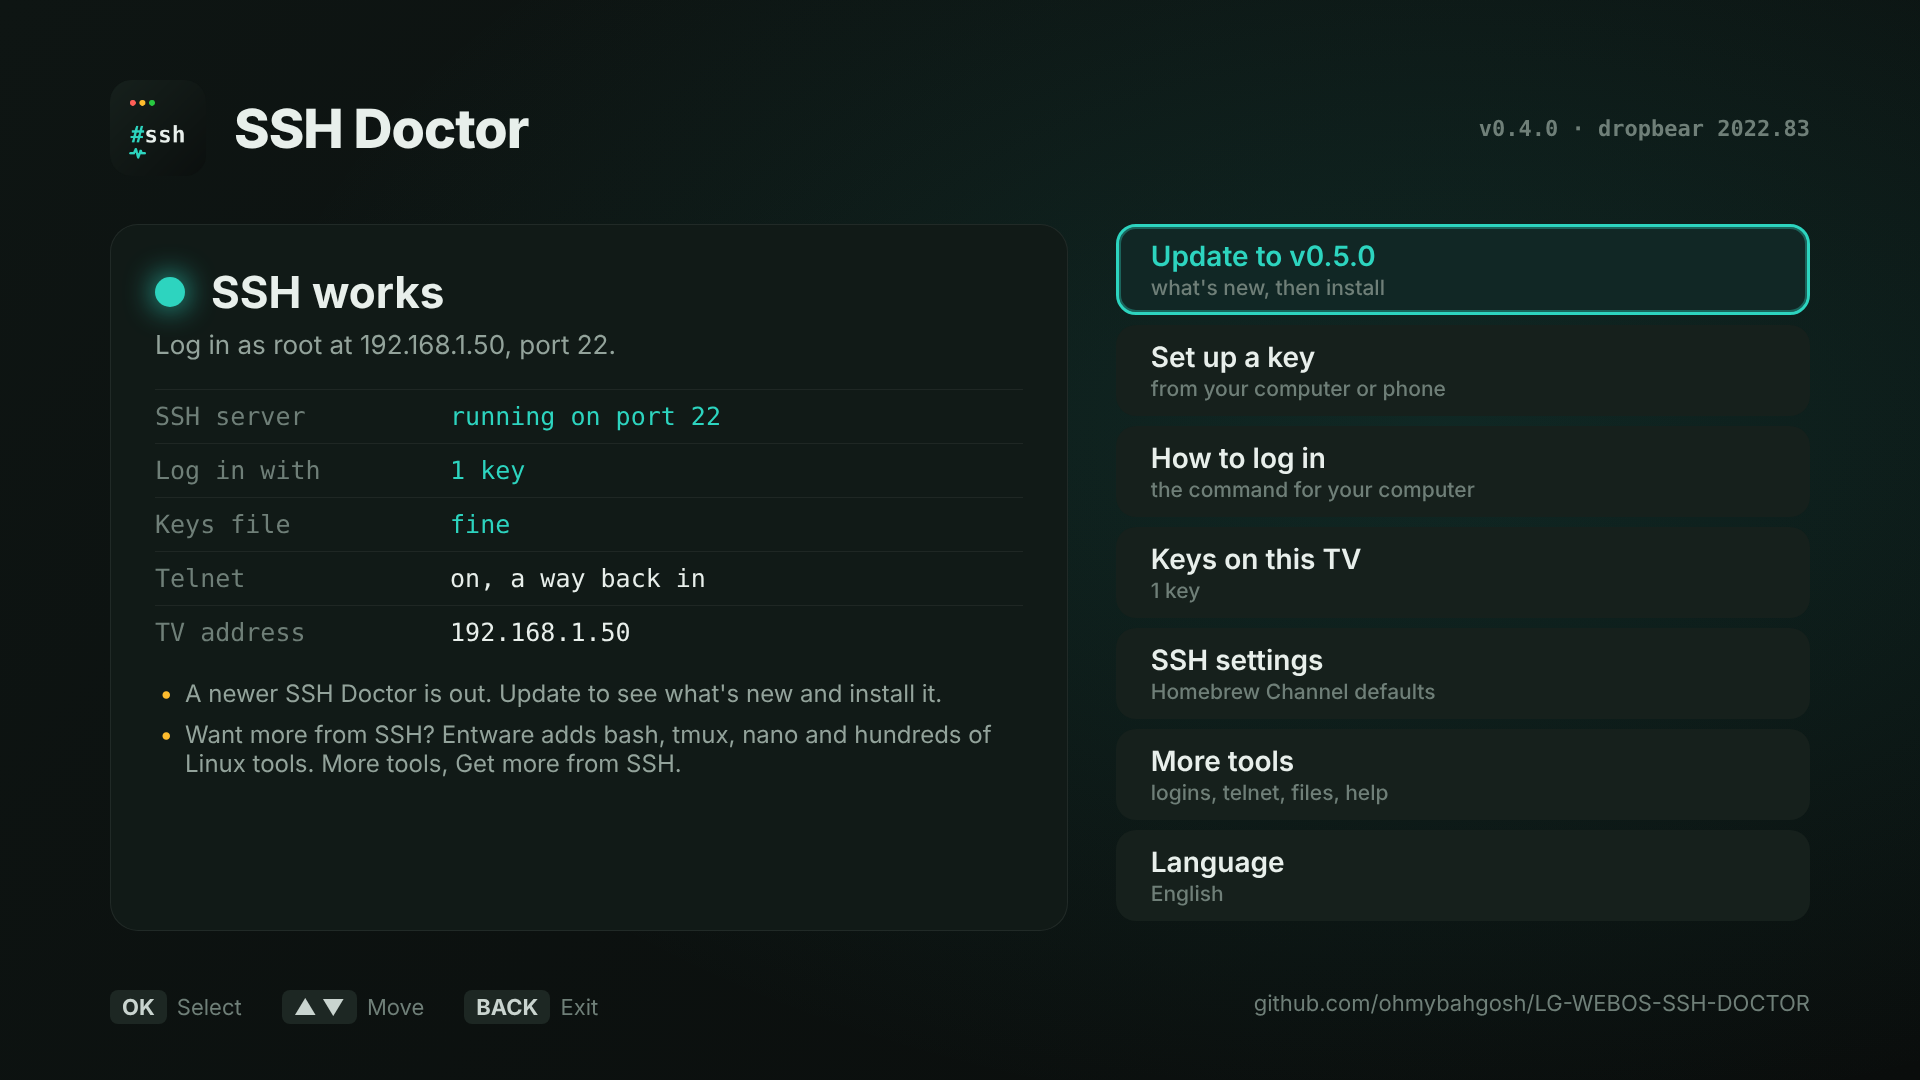 #ssh
SSH Doctor
v0.4.0 · dropbear 2022.83
SSH works
Log in as root at 192.168.1.50, port 22.
SSH server running on port 22
Log in with 1 key
Keys file fine
Telnet on, a way back in
TV address 192.168.1.50
• A newer SSH Doctor is out. Update to see what's new and install it.
• Want more from SSH? Entware adds bash, tmux, nano and hundreds of
Linux tools. More tools, Get more from SSH.
Update to v0.5.0
what's new, then install
Set up a key
from your computer or phone
How to log in
the command for your computer
Keys on this TV
1 key
SSH settings
Homebrew Channel defaults
More tools
logins, telnet, files, help
Language
English
OK Select ▲▼ Move BACK Exit
github.com/ohmybahgosh/LG-WEBOS-SSH-DOCTOR